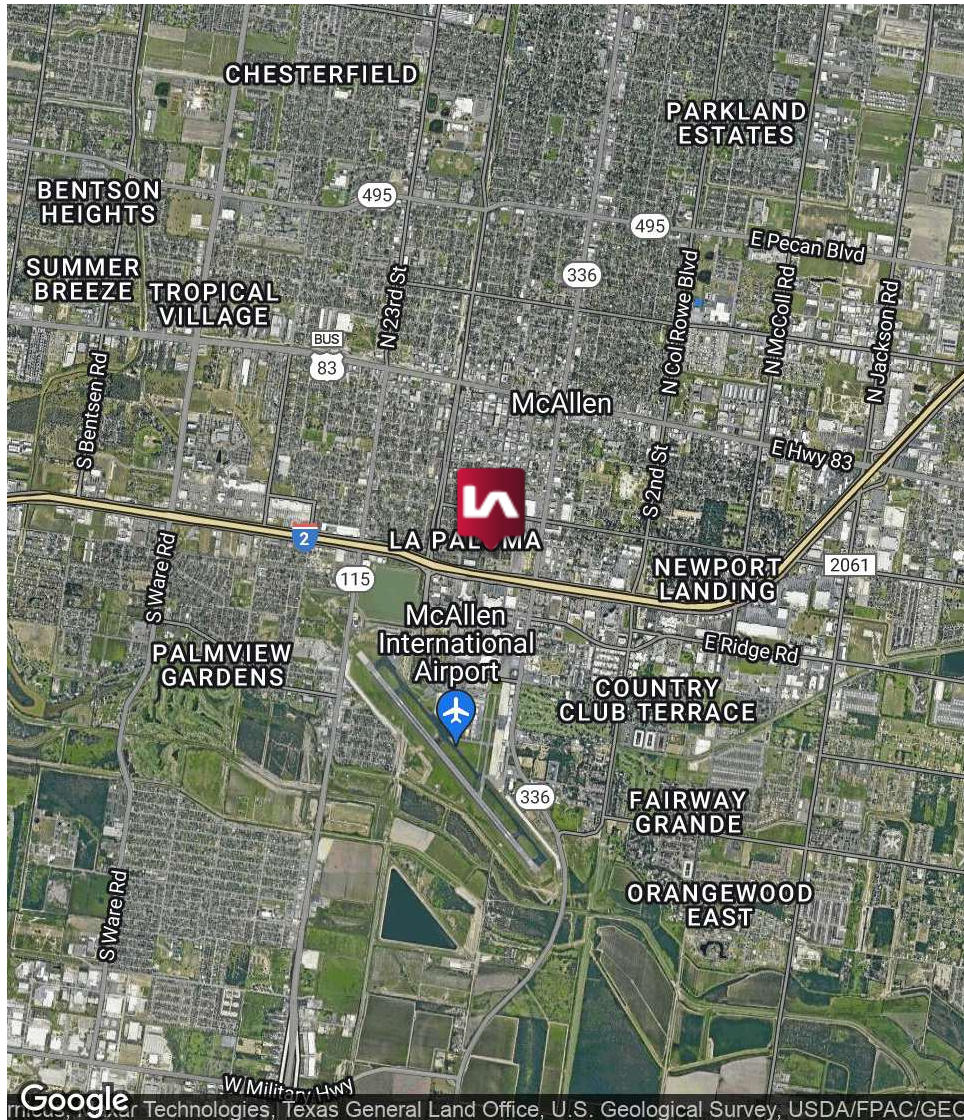 CHESTERFIELD
PARKLAND
ESTATES
BENTSON
HEIGHTS
495
495
E Pecan Blvd
SUMMER
BREEZE
TROPICAL
VILLAGE
336
N 23rd St
N Col Rowe Blvd
N McColl Rd
N Jackson Rd
BUS
83
McAllen
S Bentsen Rd
E Hwy 83
S 2nd St
2
LA PALOMA
115
NEWPORT
LANDING
2061
S Ware Rd
McAllen
International
Airport
E Ridge Rd
PALMVIEW
GARDENS
COUNTRY
CLUB TERRACE
336
FAIRWAY
GRANDE
S Ware Rd
ORANGEWOOD
EAST
W Military Hwy
Google
Technologies, Texas General Land Office, U.S. Geological Survey, USDA/FPAC/GEO